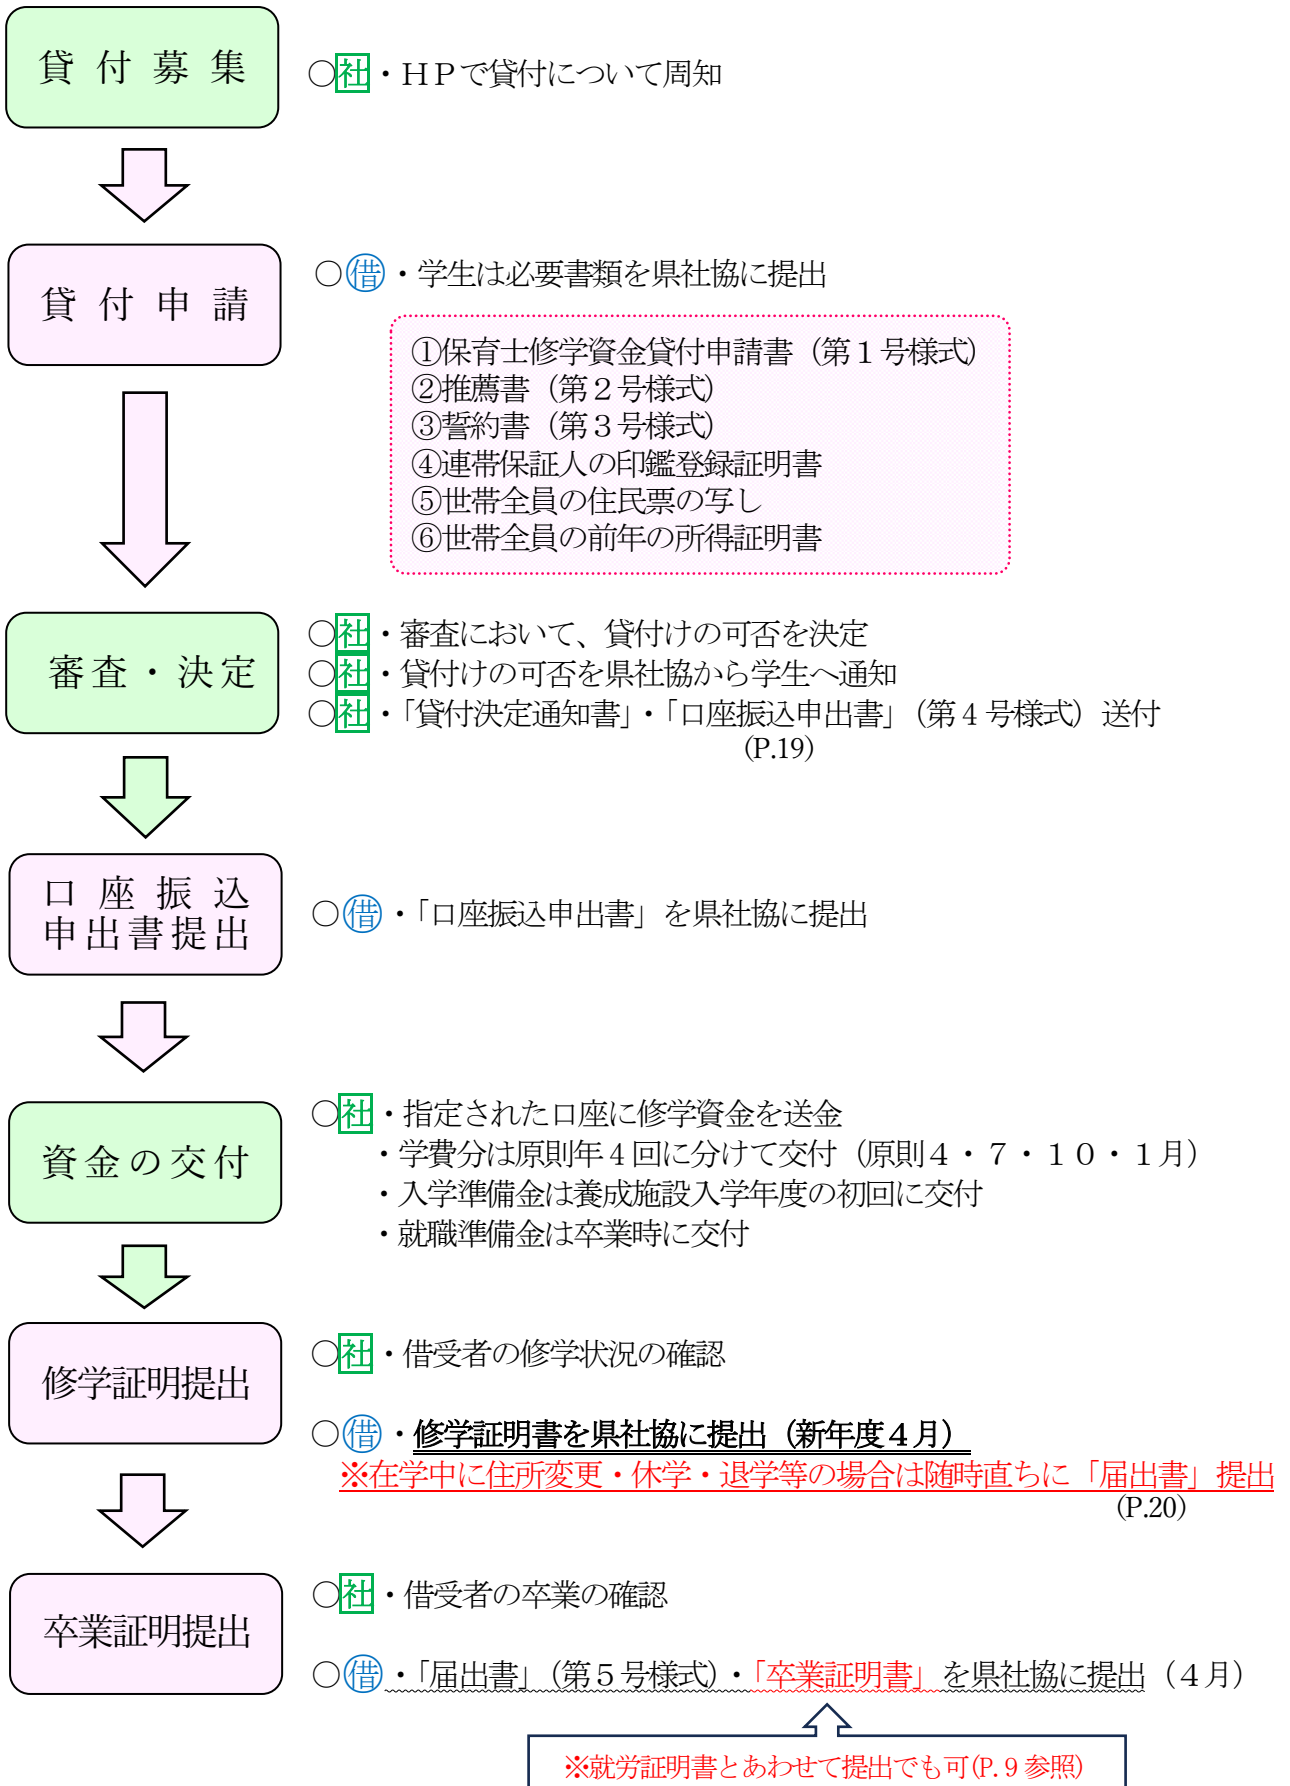 貸付募集
○社・ＨＰで貸付について周知
貸付申請
○借・学生は必要書類を県社協に提出
①保育士修学資金貸付申請書（第１号様式）
②推薦書（第２号様式）
③誓約書（第３号様式）
④連帯保証人の印鑑登録証明書
⑤世帯全員の住民票の写し
⑥世帯全員の前年の所得証明書
審査・決定
○社・審査において、貸付けの可否を決定
○社・貸付けの可否を県社協から学生へ通知
○社・「貸付決定通知書」・「口座振込申出書」（第４号様式）送付
(P.19)
口座振込
申出書提出
○借・「口座振込申出書」を県社協に提出
資金の交付
○社・指定された口座に修学資金を送金
・学費分は原則年４回に分けて交付（原則４・７・１０・１月）
・入学準備金は養成施設入学年度の初回に交付
・就職準備金は卒業時に交付
修学証明提出
○社・借受者の修学状況の確認
○借・修学証明書を県社協に提出（新年度４月）
※在学中に住所変更・休学・退学等の場合は随時直ちに「届出書」提出
(P.20)
卒業証明提出
○社・借受者の卒業の確認
○借・「届出書」（第５号様式）・「卒業証明書」を県社協に提出（４月）
※就労証明書とあわせて提出でも可(P.9参照)